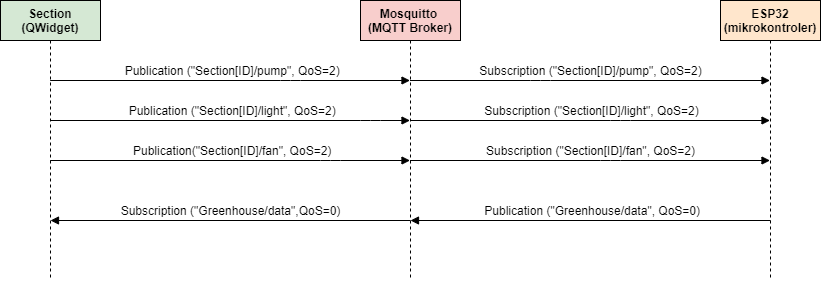 Section
(QWidget)
Mosquitto
(MQTT Broker)
ESP32
(mikrokontroler)
Publication ("Section[ID]/pump", QoS=2)
Subscription ("Section[ID]/pump", QoS=2)
Publication ("Section[ID]/light", QoS=2)
Subscription ("Section[ID]/light", QoS=2)
Publication("Section[ID]/fan", QoS=2)
Subscription ("Section[ID]/fan", QoS=2)
Subscription ("Greenhouse/data",QoS=0)
Publication ("Greenhouse/data", QoS=0)